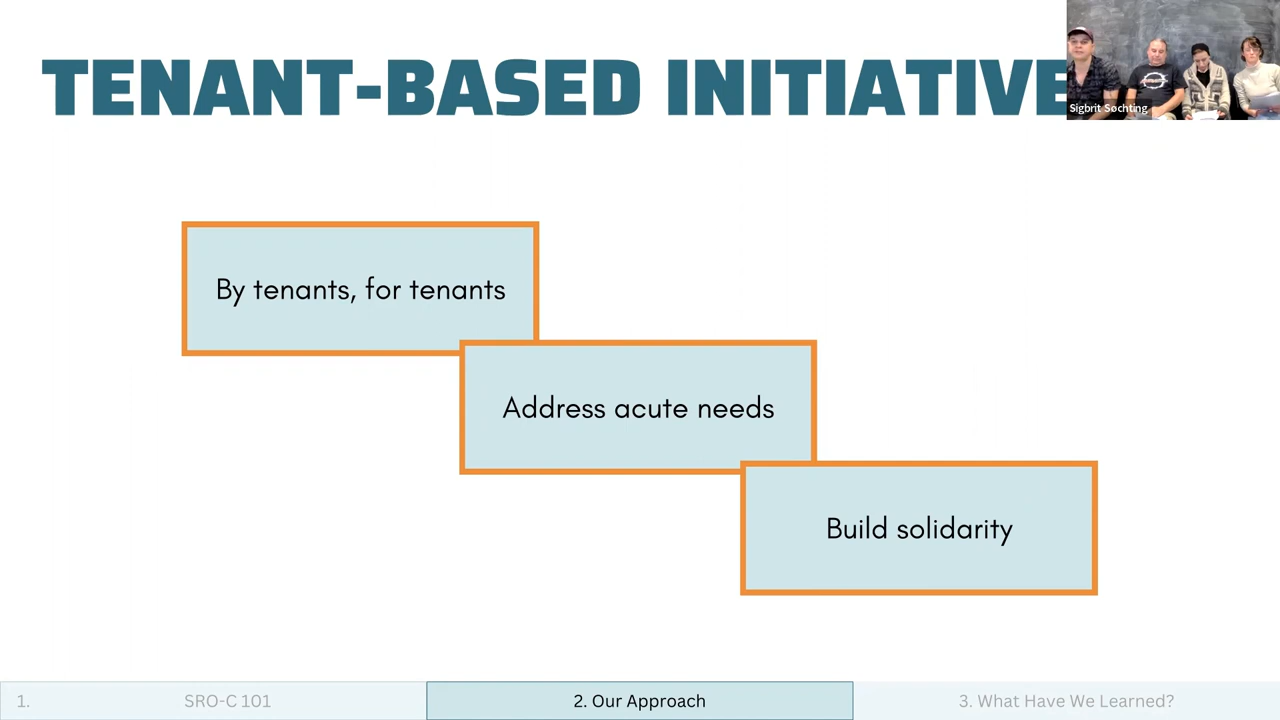 TENANT-BASED INITIATIVE
Sigbrit Søchting
By tenants, for tenants
Address acute needs
Build solidarity
1. SRO-C 101
2. Our Approach
3. What Have We Learned?